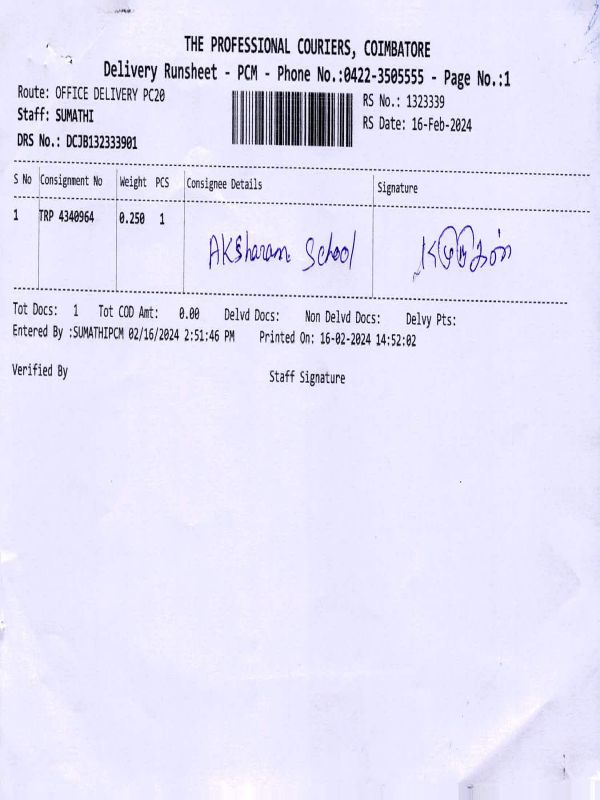 THE PROFESSIONAL COURIERS, COIMBATORE
Delivery Runsheet - PCM - Phone No.:0422-3505555 - Page No.:1
Route: OFFICE DELIVERY PC20
RS No.: 1323339
Staff: SUMATHI
RS Date: 16-Feb-2024
DRS No.: DCJB132333901
S No Consignment No Weight PCS Consignee Details Signature
1 TRP 4340964 0.250 1
Aksharam School
Tot Docs: 1 Tot COD Amt: 0.00 Delvd Docs: Non Delvd Docs: Delvy Pts:
Entered By :SUMATHIPCM 02/16/2024 2:51:46 PM Printed On: 16-02-2024 14:52:02
Verified By Staff Signature